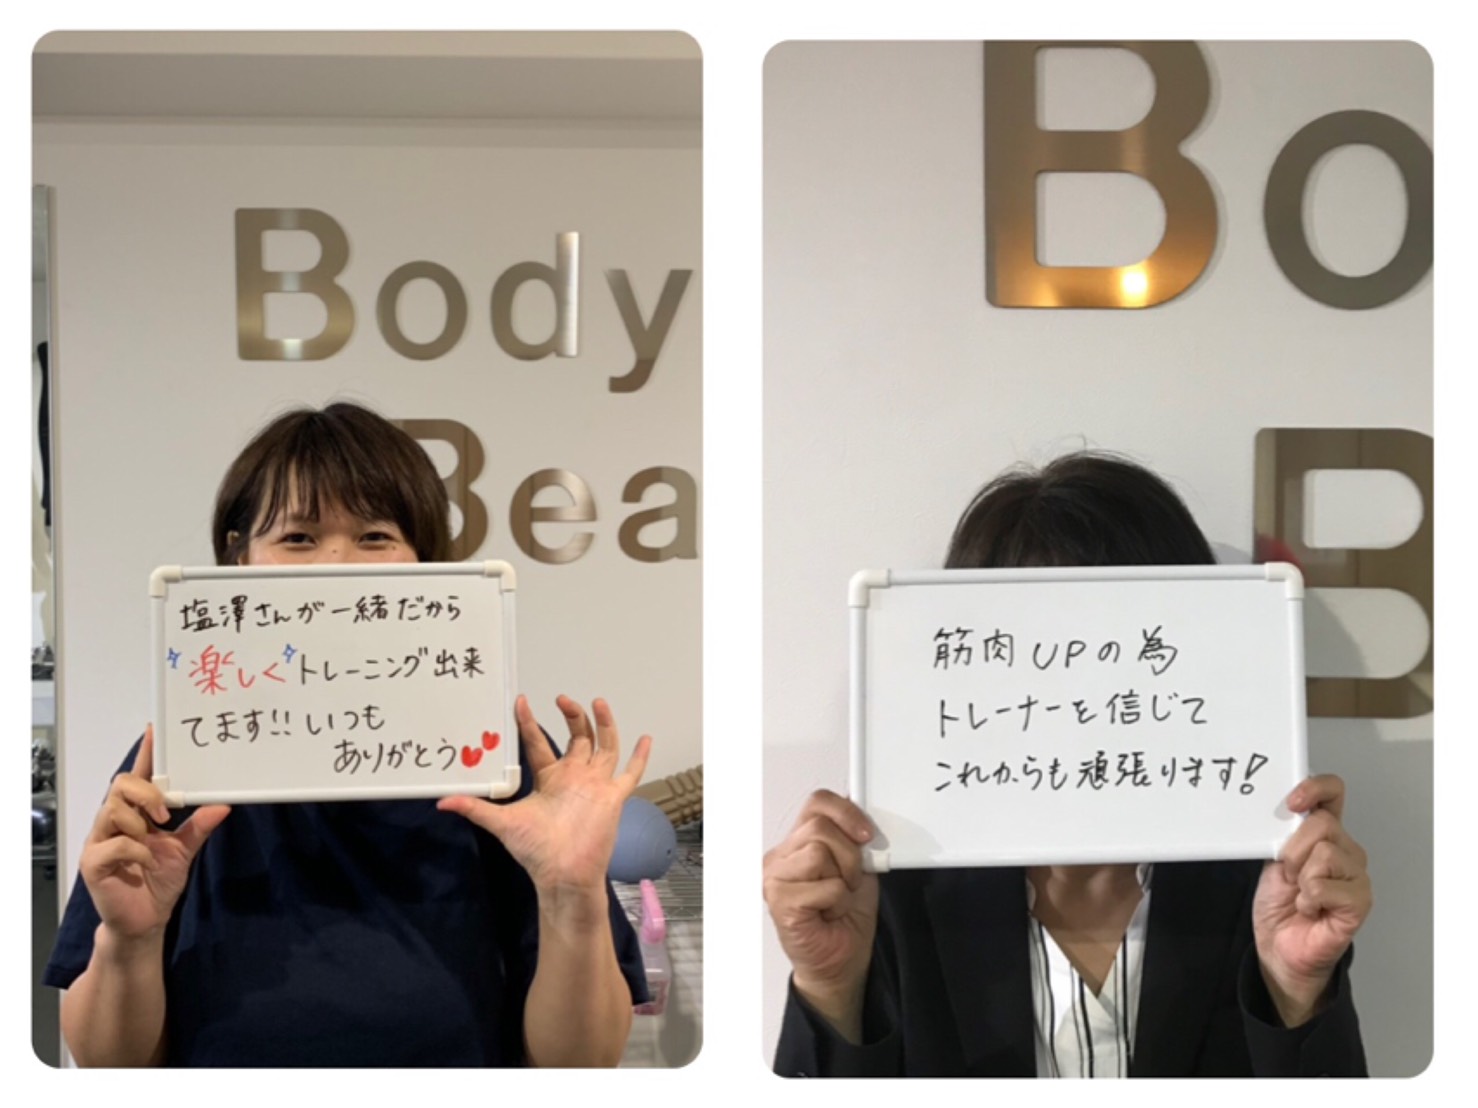 Body
Bea
塩澤さんが一緒だから
楽しくトレーニング出来
てます!! いつも
ありがとう
Bo
B
筋肉UPの為
トレーナーを信じて
これからも頑張ります!